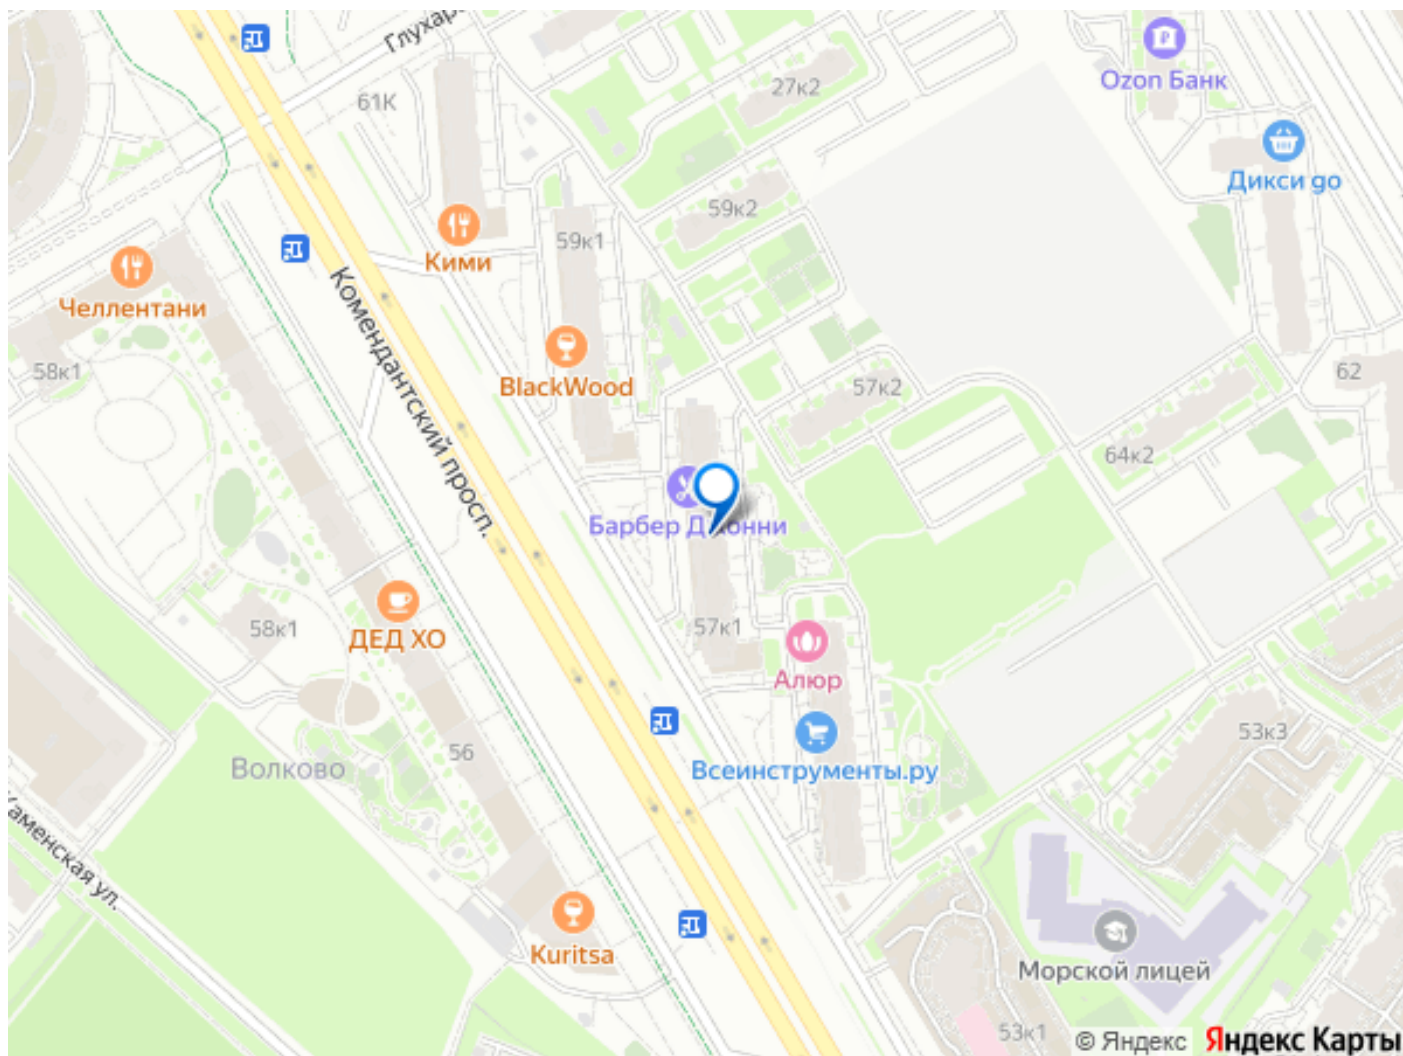 Глухар
61К
27к2
Ozon Банк
Дикси go
59к2
59к1
Кими
Челлентани
58к1
Комендантский просп.
BlackWood
57к2
62
64к2
Барбер Джонни
57к1
58к1
ДЕД ХО
Алюр
53к3
56
Волково
Всеинструменты.ру
Каменская ул.
Kuritsa
Морской лицей
53к1
© Яндекс
Яндекс Карты